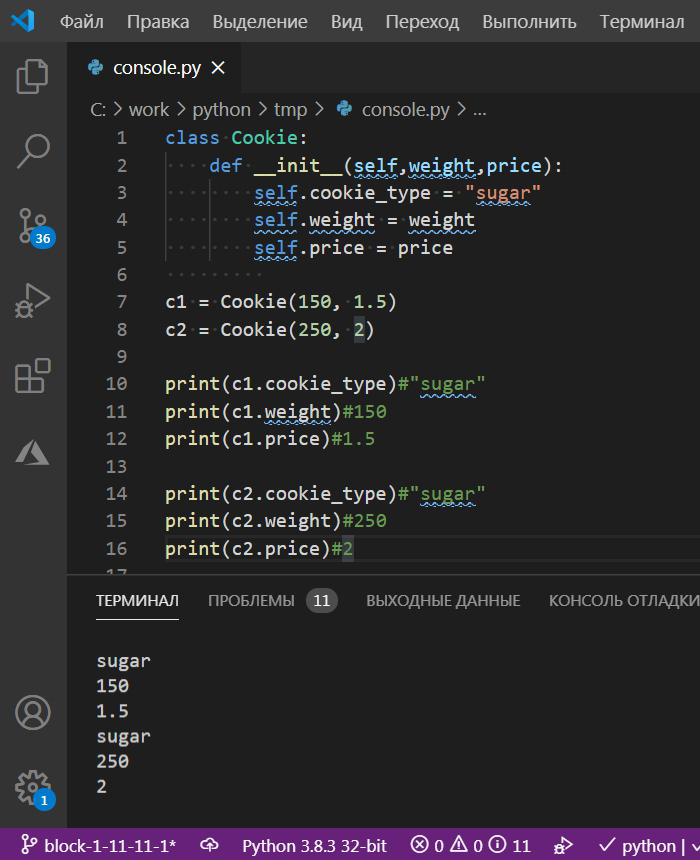 Файл Правка Выделение Вид Переход Выполнить Терминал
console.py
C: > work > python > tmp > console.py > ...
1 class Cookie:
2     def __init__(self,weight,price):
3         self.cookie_type = "sugar"
4         self.weight = weight
5         self.price = price
6
7 c1 = Cookie(150, 1.5)
8 c2 = Cookie(250, 2)
9
10 print(c1.cookie_type)#"sugar"
11 print(c1.weight)#150
12 print(c1.price)#1.5
13
14 print(c2.cookie_type)#"sugar"
15 print(c2.weight)#250
16 print(c2.price)#2
17
36
ТЕРМИНАЛ ПРОБЛЕМЫ 11 ВЫХОДНЫЕ ДАННЫЕ КОНСОЛЬ ОТЛАДКИ
sugar
150
1.5
sugar
250
2
1
block-1-11-11-1* Python 3.8.3 32-bit 0 0 11 python |